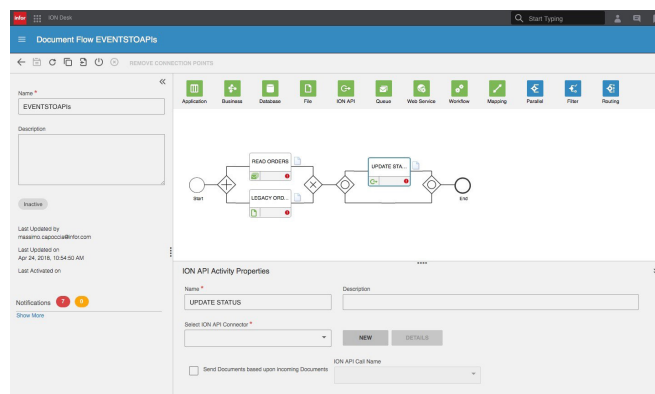 infor ION Desk Start Typing
Document Flow EVENTSTOAPIs
REMOVE CONNECTION POINTS
Name *
EVENTSTOAPIs
Description
Inactive
Last Updated by
massimo.capoccia@infor.com
Last Updated on
Apr 24, 2018, 10:54:50 AM
Last Activated on
Notifications 7 0
Show More
Application Business Database File ION API Queue Web Service Workflow Mapping Parallel Filter Routing
READ ORDERS
UPDATE STA...
Start
LEGACY ORD...
End
ION API Activity Properties
Name * Description
UPDATE STATUS
Select ION API Connector *
NEW DETAILS
ION API Call Name
Send Documents based upon Incoming Documents